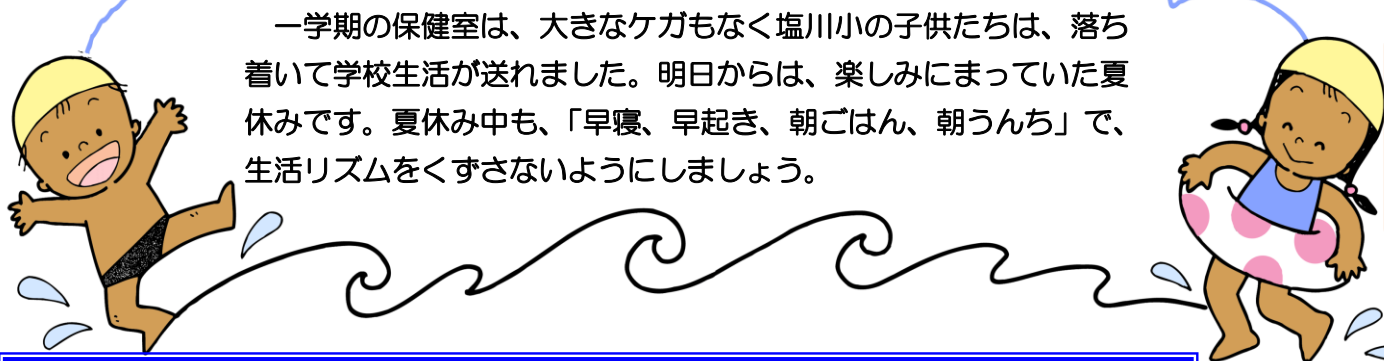 一学期の保健室は、大きなケガもなく塩川小の子供たちは、落ち
着いて学校生活が送れました。明日からは、楽しみにまっていた夏
休みです。夏休み中も、「早寝、早起き、朝ごはん、朝うんち」で、
生活リズムをくずさないようにしましょう。